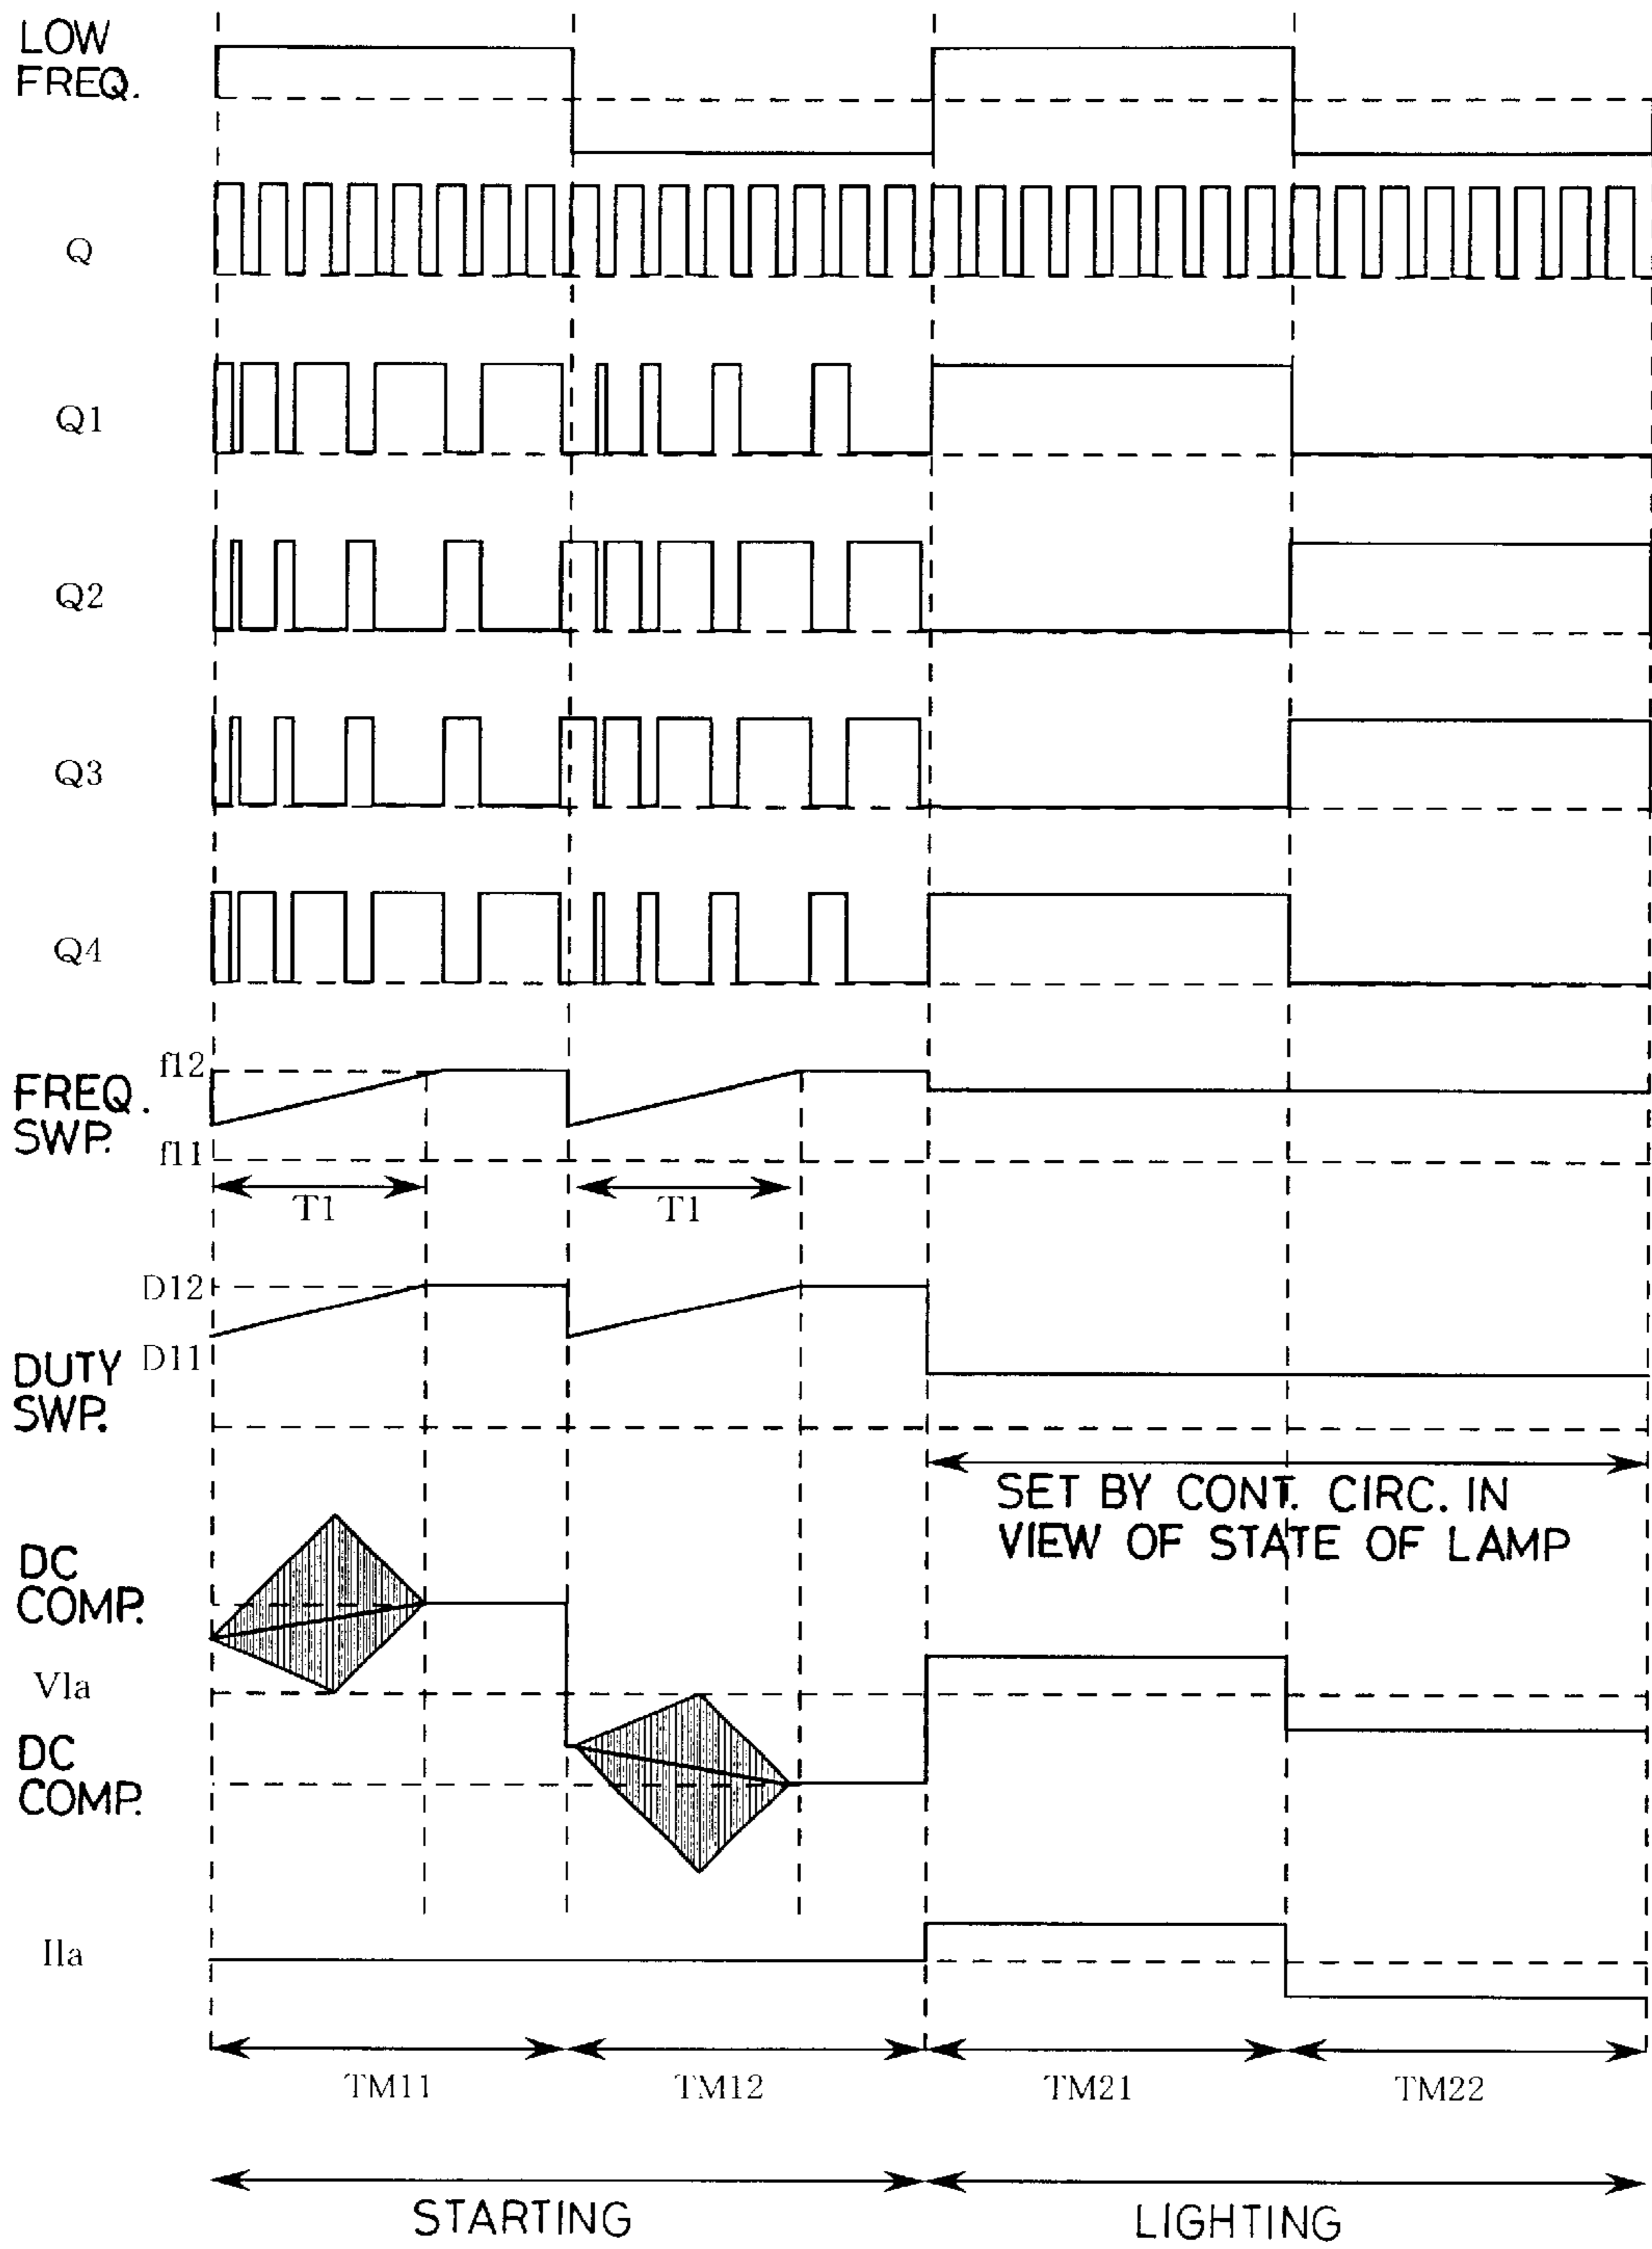 LOW
FREQ.
Q
Q1
Q2
Q3
Q4
f12
FREQ.
SWP.
f11
T1 T1
D12
D11
DUTY
SWP.
SET BY CONT. CIRC. IN
VIEW OF STATE OF LAMP
DC
COMP.
Vla
DC
COMP.
Ila
TM11 TM12 TM21 TM22
STARTING LIGHTING